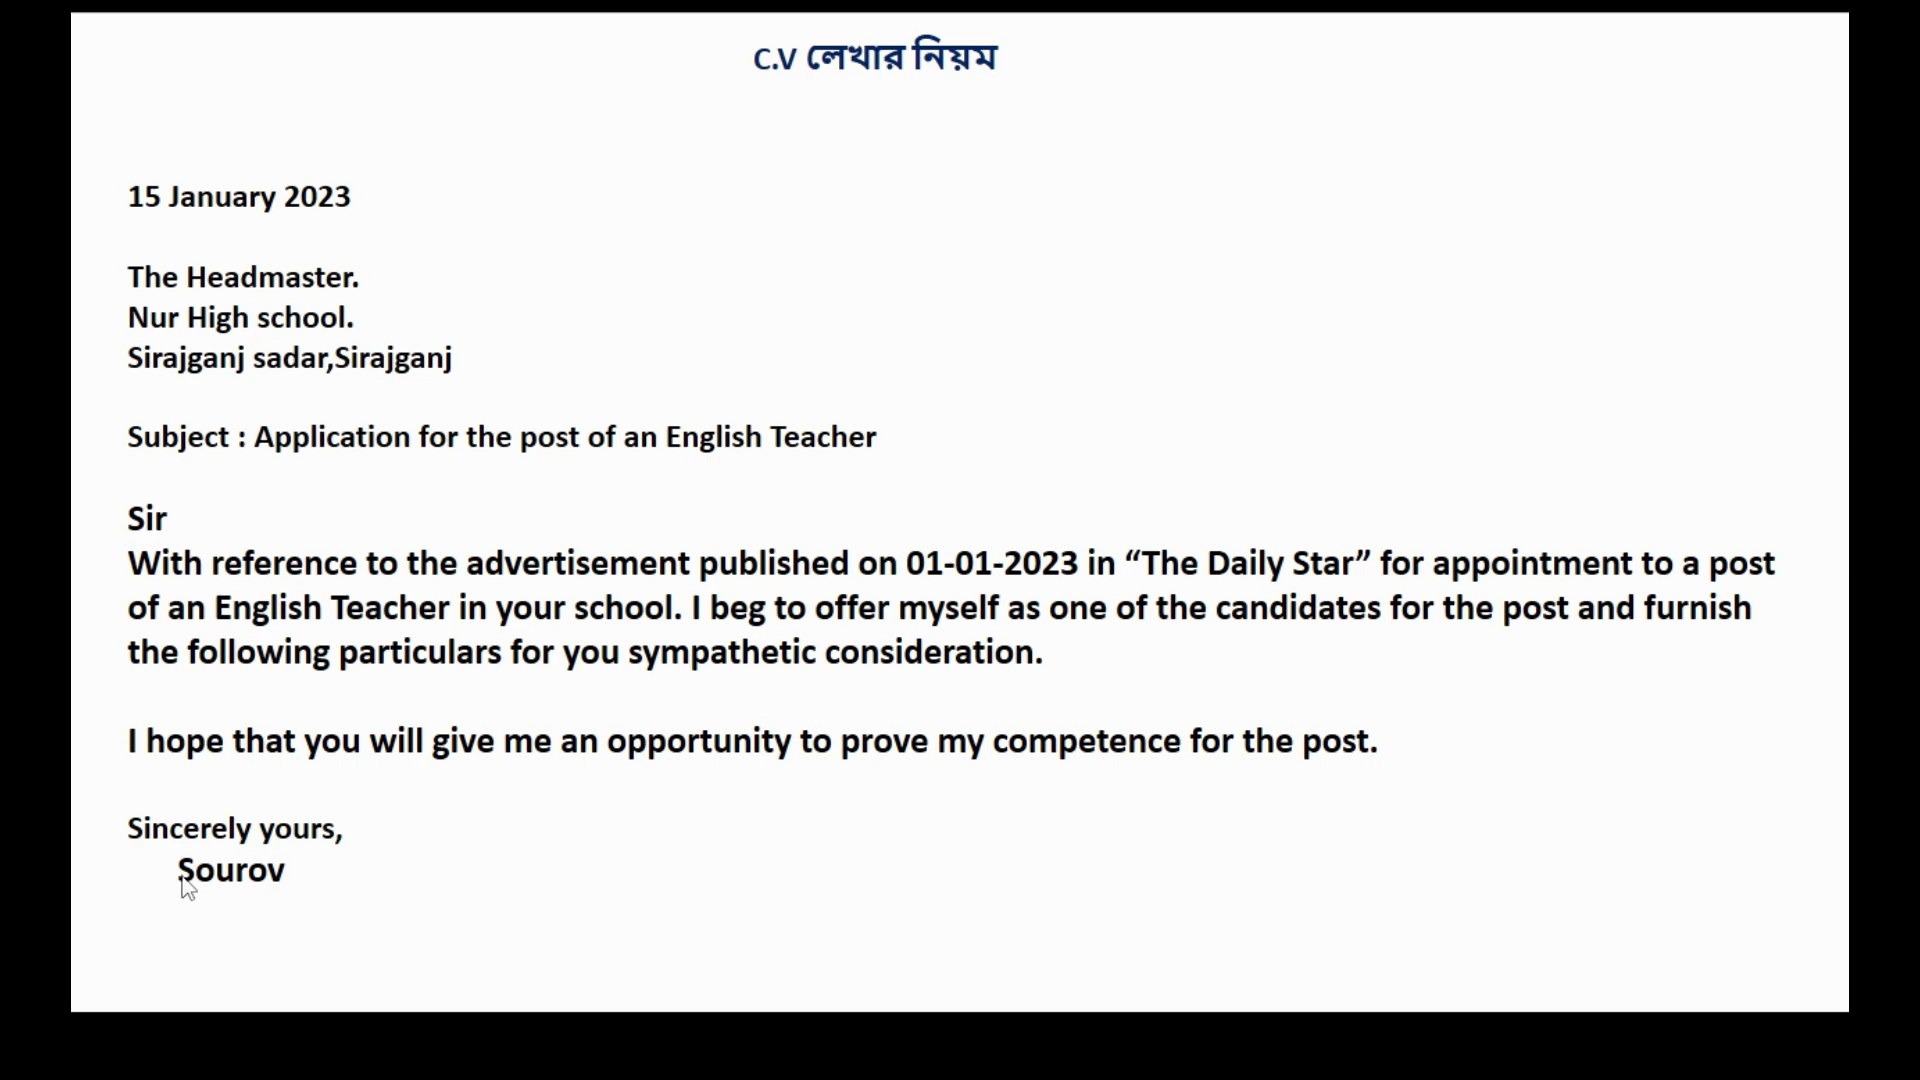 C.V লেখার নিয়ম
15 January 2023
The Headmaster.
Nur High school.
Sirajganj sadar,Sirajganj
Subject : Application for the post of an English Teacher
Sir
With reference to the advertisement published on 01-01-2023 in “The Daily Star” for appointment to a post
of an English Teacher in your school. I beg to offer myself as one of the candidates for the post and furnish
the following particulars for you sympathetic consideration.
I hope that you will give me an opportunity to prove my competence for the post.
Sincerely yours,
Sourov